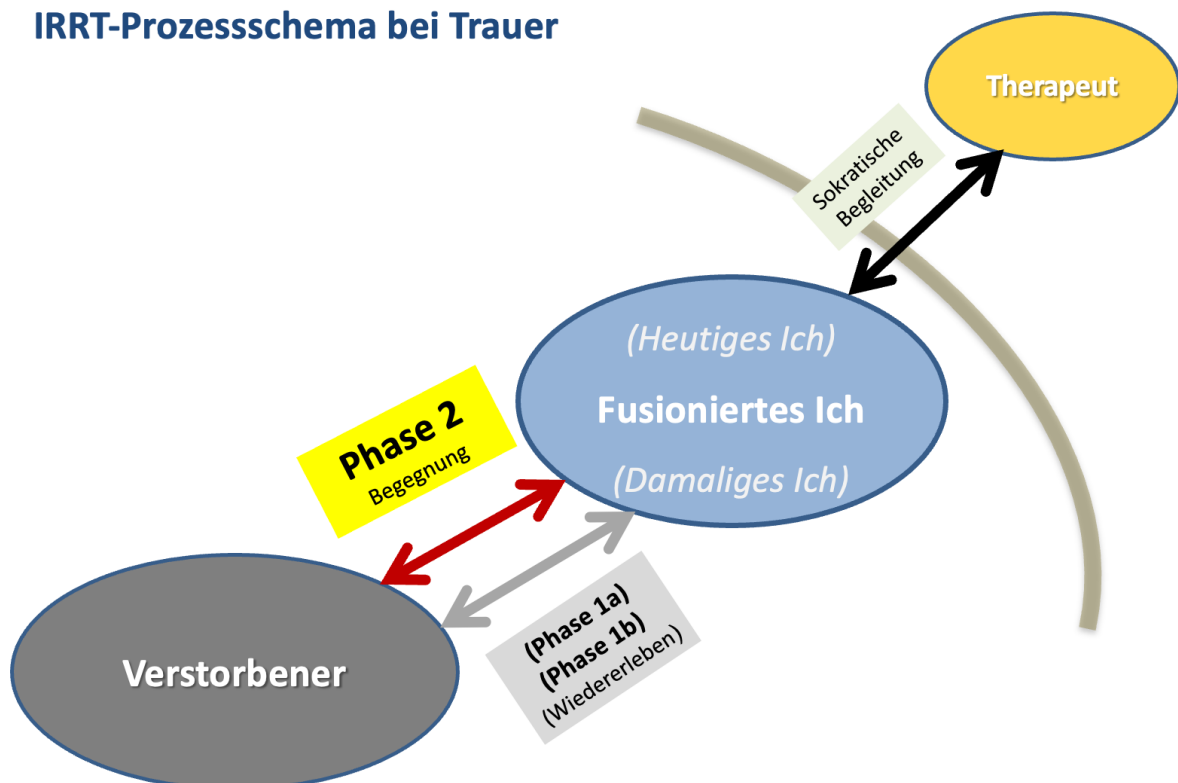 IRRT-Prozessschema bei Trauer
Therapeut
Sokratische
Begleitung
(Heutiges Ich)
Fusioniertes Ich
(Damaliges Ich)
Phase 2
Begegnung
(Phase 1a)
(Phase 1b)
(Wiedererleben)
Verstorbener